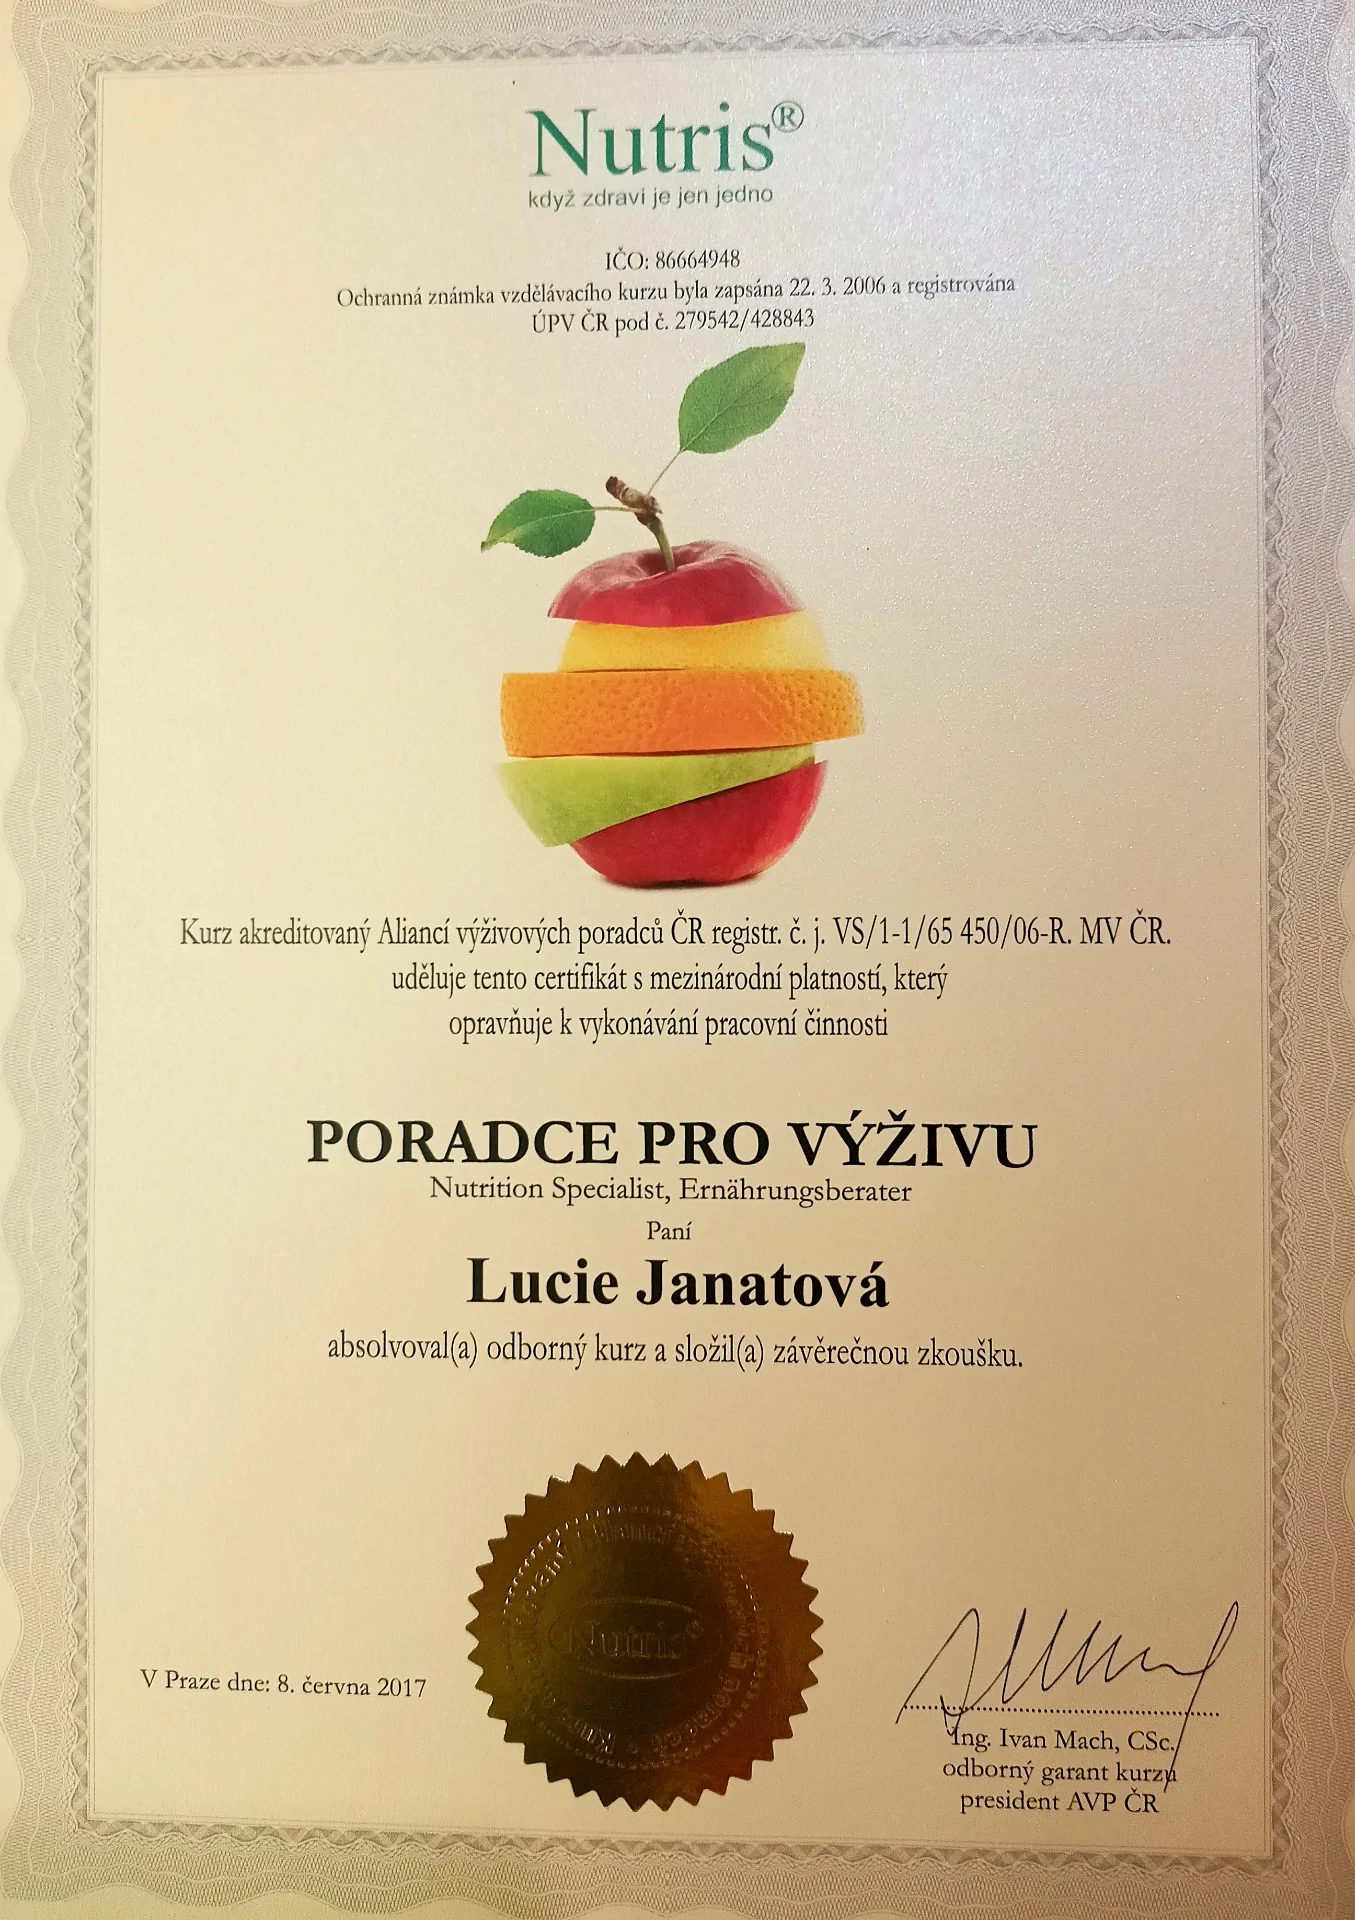 Nutris®
když zdraví je jen jedno
IČO: 86664948
Ochranná známka vzdělávacího kurzu byla zapsána 22. 3. 2006 a registrována
ÚPV ČR pod č. 279542/428843
Kurz akreditovaný Aliancí výživových poradců ČR registr. č. j. VS/1-1/65 450/06-R. MV ČR.
uděluje tento certifikát s mezinárodní platností, který
opravňuje k vykonávání pracovní činnosti
PORADCE PRO VÝŽIVU
Nutrition Specialist, Ernährungsberater
Paní
Lucie Janatová
absolvoval(a) odborný kurz a složil(a) závěrečnou zkoušku.
Nutris®
V Praze dne: 8. června 2017
Ing. Ivan Mach, CSc.
odborný garant kurzu
president AVP ČR